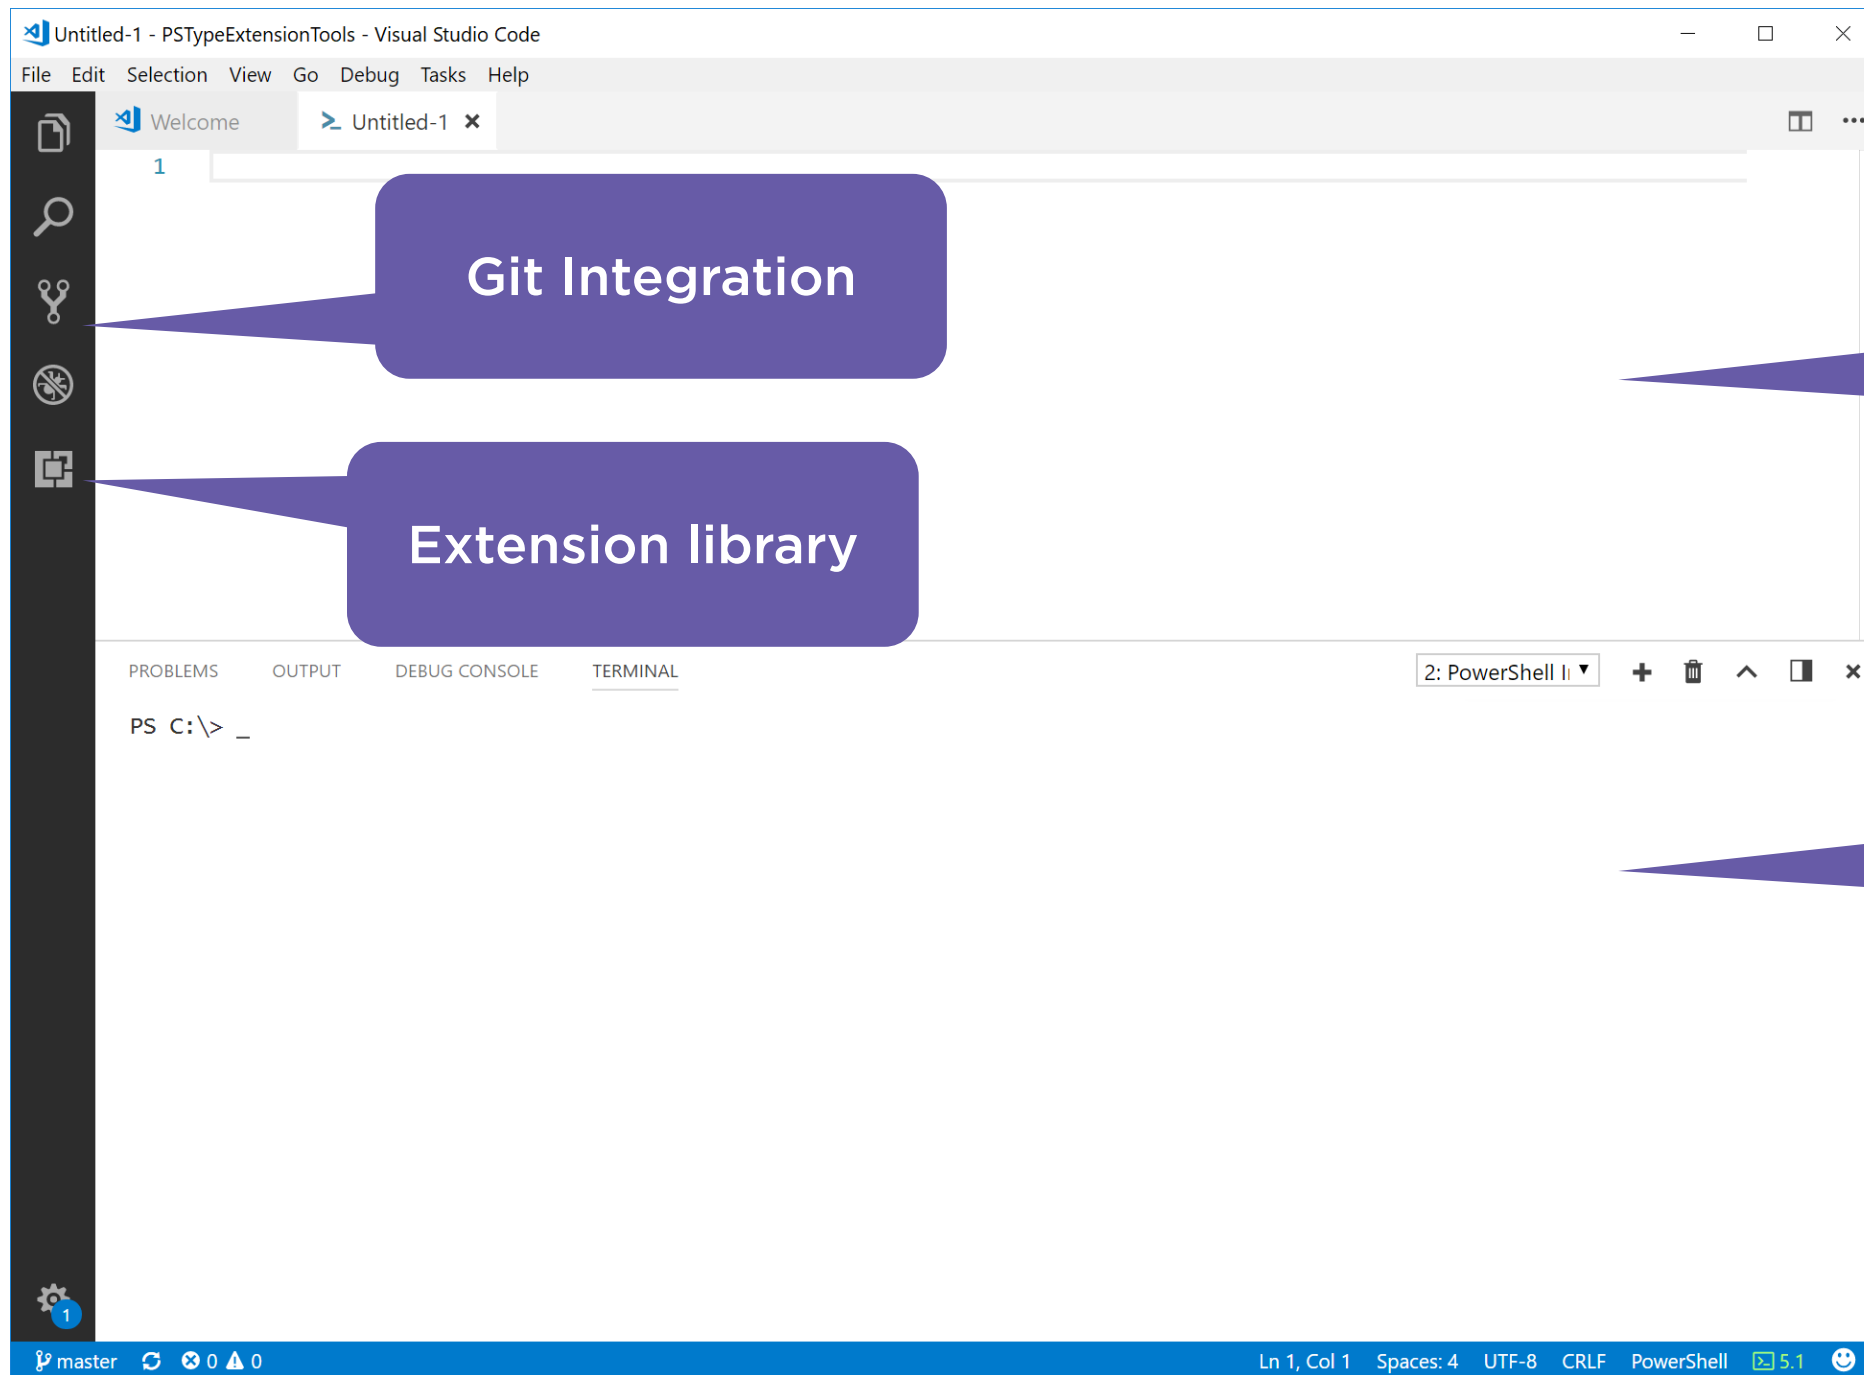 Untitled-1 - PSTypeExtensionTools - Visual Studio Code
File Edit Selection View Go Debug Tasks Help
Welcome Untitled-1
1
Git Integration
Extension library
PROBLEMS OUTPUT DEBUG CONSOLE TERMINAL 2: PowerShell
PS C:\> _
1
master 0 0 Ln 1, Col 1 Spaces: 4 UTF-8 CRLF PowerShell 5.1